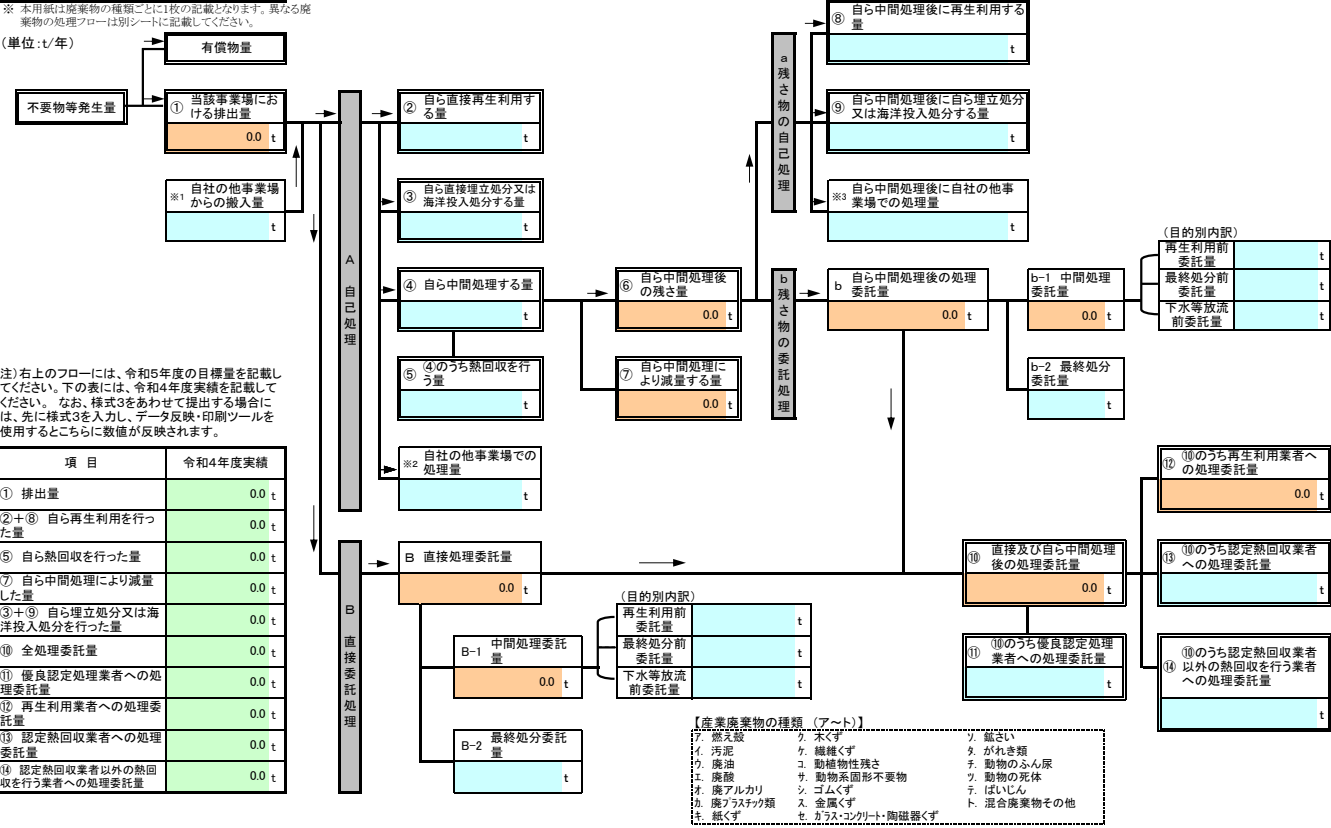 ※ 本用紙は廃棄物の種類ごとに1枚の記載となります。異なる廃
棄物の処理フローは別シートに記載してください。
(単位:t/年)
有償物量
不要物等発生量
① 当該事業場にお
ける排出量
0.0 t
※1 自社の他事業場
からの搬入量
t
A 自己処理
② 自ら直接再生利用す
る量
t
③ 自ら直接埋立処分又は
海洋投入処分する量
t
④ 自ら中間処理する量
t
⑤ ④のうち熱回収を行
う量
t
※2 自社の他事業場での
処理量
t
⑥ 自ら中間処理後
の残さ量
0.0 t
⑦ 自ら中間処理に
より減量する量
0.0 t
a 残さ物の自己処理
⑧ 自ら中間処理後に再生利用する
量
t
⑨ 自ら中間処理後に自ら埋立処分
又は海洋投入処分する量
t
※3 自ら中間処理後に自社の他事
業場での処理量
t
b 残さ物の委託処理
b 自ら中間処理後の処理
委託量
0.0 t
b-1 中間処理
委託量
0.0 t
b-2 最終処分
委託量
t
(目的別内訳)
再生利用前
委託量
t
最終処分前
委託量
t
下水等放流
前委託量
t
注)右上のフローには、令和5年度の目標量を記載し
てください。下の表には、令和4年度実績を記載して
ください。 なお、様式3をあわせて提出する場合に
は、先に様式3を入力し、データ反映・印刷ツールを
使用するとこちらに数値が反映されます。
項 目 令和4年度実績
① 排出量 0.0 t
②+⑧ 自ら再生利用を行っ
た量 0.0 t
⑤ 自ら熱回収を行った量 0.0 t
⑦ 自ら中間処理により減量
した量 0.0 t
③+⑨ 自ら埋立処分又は海
洋投入処分を行った量 0.0 t
⑩ 全処理委託量 0.0 t
⑪ 優良認定処理業者への処
理委託量 0.0 t
⑫ 再生利用業者への処理委
託量 0.0 t
⑬ 認定熱回収業者への処理
委託量 0.0 t
⑭ 認定熱回収業者以外の熱回
収を行う業者への処理委託量 0.0 t
B 直接委託処理
B 直接処理委託量
0.0 t
B-1 中間処理委託
量
0.0 t
B-2 最終処分委託
量
t
(目的別内訳)
再生利用前
委託量
t
最終処分前
委託量
t
下水等放流
前委託量
t
⑩ 直接及び自ら中間処理
後の処理委託量
0.0 t
⑪ ⑩のうち優良認定処理
業者への処理委託量
t
⑫ ⑩のうち再生利用業者へ
の処理委託量
0.0 t
⑬ ⑩のうち認定熱回収業者
への処理委託量
t
⑭ ⑩のうち認定熱回収業者
以外の熱回収を行う業者
への処理委託量
t
【産業廃棄物の種類 (ア～ト)】
ア. 燃え殻 ク. 木くず ソ. 鉱さい
イ. 汚泥 ケ. 繊維くず タ. がれき類
ウ. 廃油 コ. 動植物性残さ チ. 動物のふん尿
エ. 廃酸 サ. 動物系固形不要物 ツ. 動物の死体
オ. 廃アルカリ シ. ゴムくず テ. ばいじん
カ. 廃プラスチック類 ス. 金属くず ト. 混合廃棄物その他
キ. 紙くず セ. ガラス・コンクリート・陶磁器くず